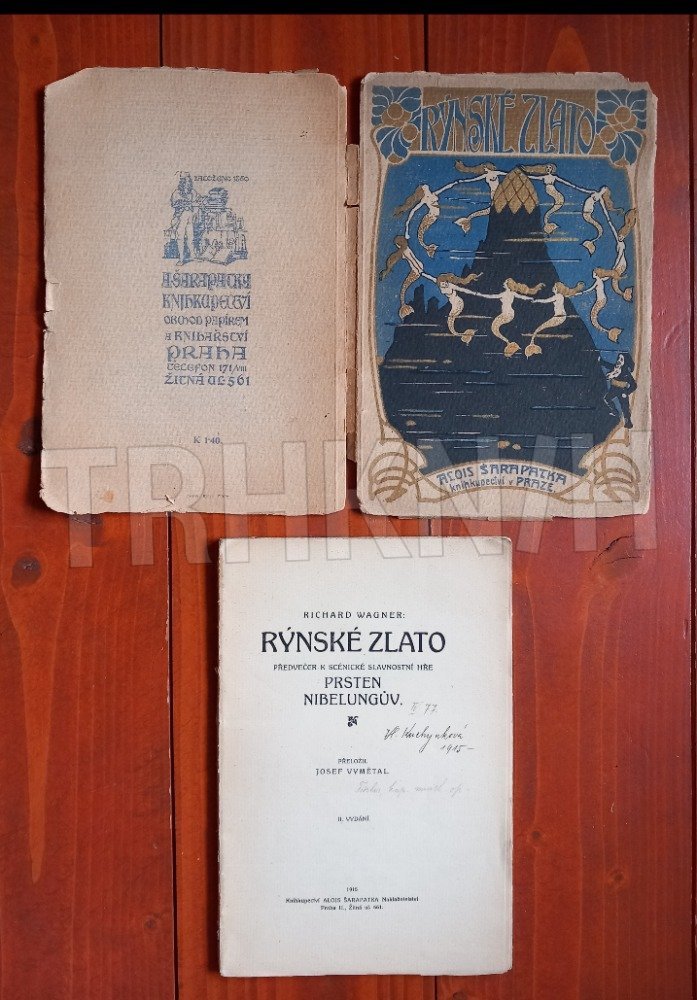 ZALOŽENO 1880
A. ŠARAPATKA
KNIHKUPECTVÍ
OBCHOD PAPÍREM
A KNIHAŘSTVÍ
PRAHA
TELEFON 171/VIII
ŽITNÁ UL 561
K 1·40.
RÝNSKÉ ZLATO
ALOIS ŠARAPATKA
knihkupectví v PRAZE.
TRHKNIH
RICHARD WAGNER:
RÝNSKÉ ZLATO
PŘEDVEČER K SCÉNICKÉ SLAVNOSTNÍ HŘE
PRSTEN
NIBELUNGŮV.
Kuchynková
1915–
PŘELOŽIL
JOSEF VYMĚTAL.
II. VYDÁNÍ
Knihkupectví ALOIS ŠARAPATKA Nakladatelství
Praha II., Žitná ul. 561.